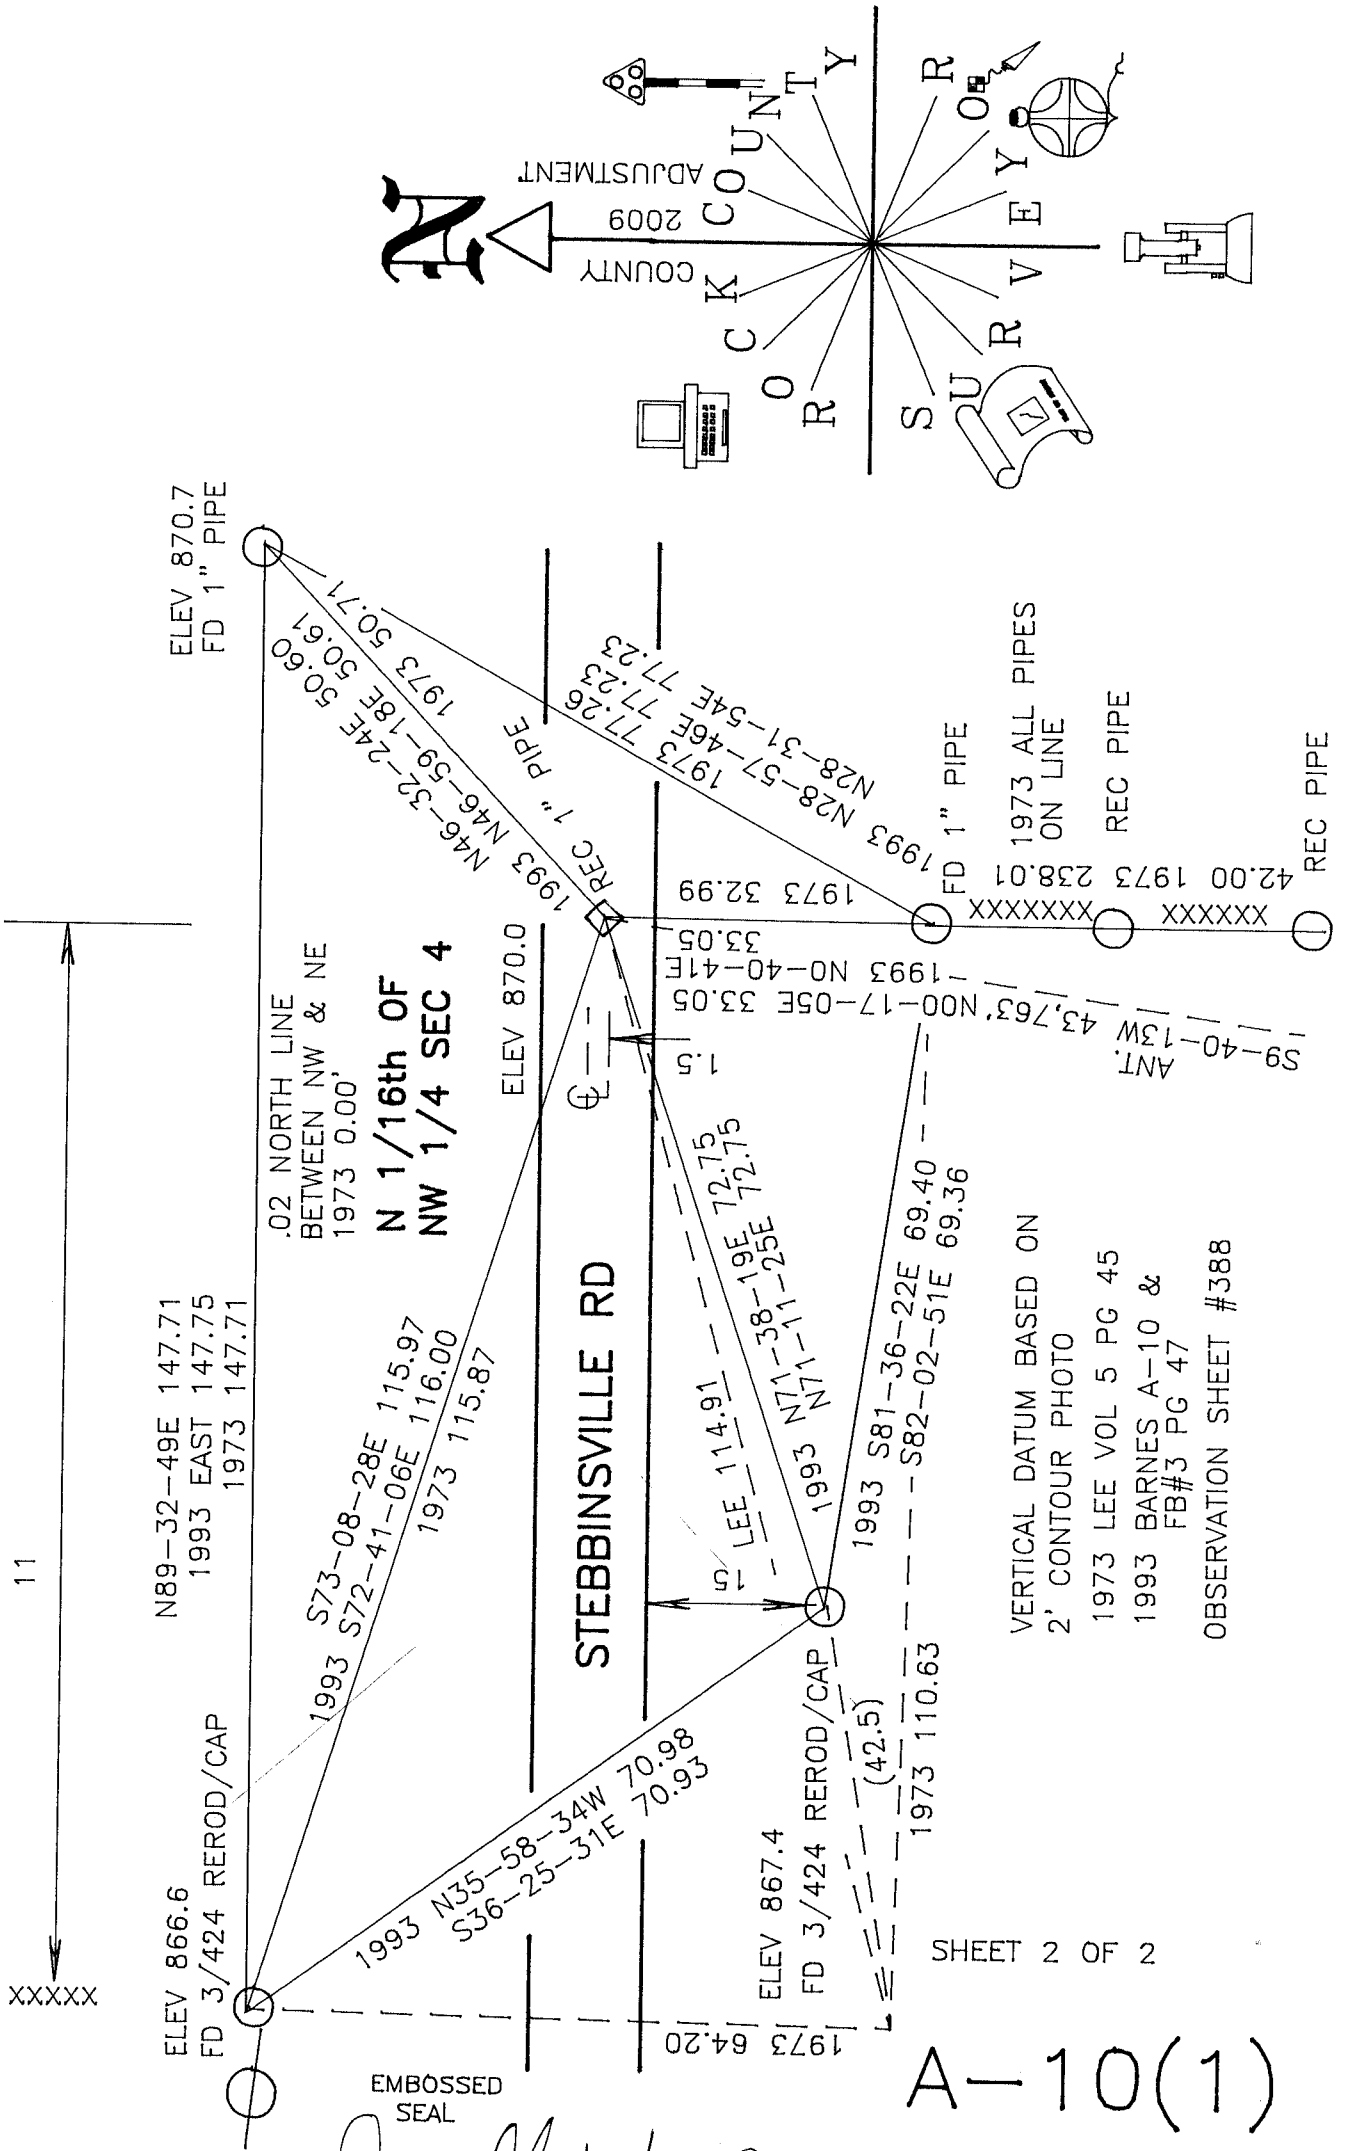 11
XXXXX
ELEV 866.6
FD 3/424 REROD/CAP
N89-32-49E 147.71
1993 EAST 147.75
1973 147.71
ELEV 870.7
FD 1" PIPE
.02 NORTH LINE
BETWEEN NW & NE
1973 0.00'
N 1/16th OF
NW 1/4 SEC 4
S73-08-28E 115.97
1993 S72-41-06E 116.00
1973 115.87
N46-32-24E 50.60
1993 N46-59-18E 50.61
1973 50.71
ELEV 870.0
REC 1" PIPE
STEBBINSVILLE RD
1.5
15
LEE 114.91
1993 N71-38-19E 72.75
N71-11-25E 72.75
1973 77.26
1993 N28-57-46E 77.23
N28-31-54E 77.23
1973 32.99
33.05
1993 N0-40-41E
N00-17-05E 33.05
ANT. 43,763'
S9-40-13W
1993 N35-58-34W 70.98
S36-25-31E 70.93
1973 64.20
ELEV 867.4
FD 3/424 REROD/CAP
(42.5)
1993 S81-36-22E 69.40
S82-02-51E 69.36
1973 110.63
FD 1" PIPE
1973 ALL PIPES
ON LINE
XXXXXXX
238.01 1973
REC PIPE
XXXXXX
42.00 1973
REC PIPE
VERTICAL DATUM BASED ON
2' CONTOUR PHOTO
1973 LEE VOL 5 PG 45
1993 BARNES A-10 &
FB#3 PG 47
OBSERVATION SHEET #388
SHEET 2 OF 2
A-10(1)
EMBOSSED
SEAL
N
COUNTY
2009
ADJUSTMENT
ROCK COUNTY
SURVEYOR